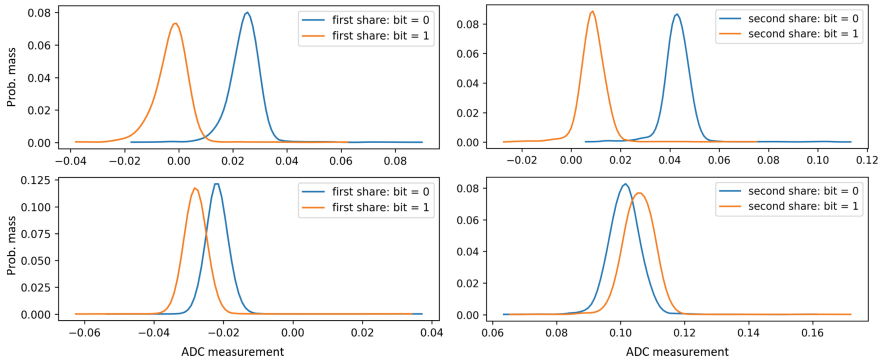 Prob. mass
0.08
0.06
0.04
0.02
0.00
first share: bit = 0
first share: bit = 1
−0.04 −0.02 0.00 0.02 0.04 0.06 0.08
0.08
0.06
0.04
0.02
0.00
second share: bit = 0
second share: bit = 1
−0.02 0.00 0.02 0.04 0.06 0.08 0.10 0.12
Prob. mass
0.125
0.100
0.075
0.050
0.025
0.000
first share: bit = 0
first share: bit = 1
−0.06 −0.04 −0.02 0.00 0.02 0.04
ADC measurement
0.08
0.06
0.04
0.02
0.00
second share: bit = 0
second share: bit = 1
0.06 0.08 0.10 0.12 0.14 0.16
ADC measurement